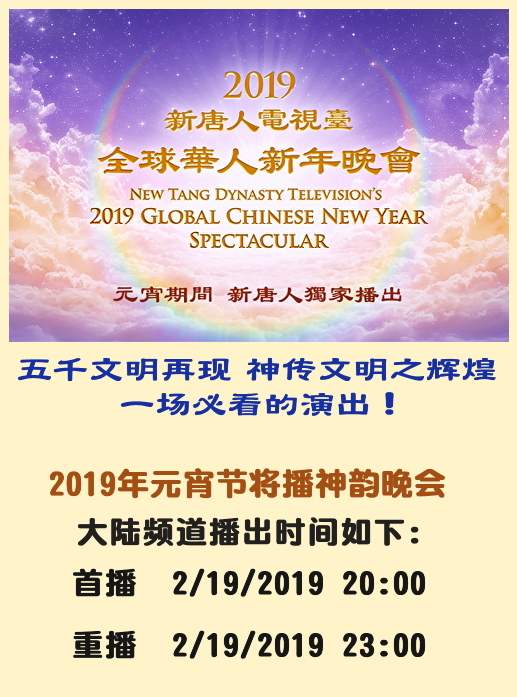 2019
新唐人電視臺
全球華人新年晚會
NEW TANG DYNASTY TELEVISION'S
2019 GLOBAL CHINESE NEW YEAR
SPECTACULAR
元宵期間 新唐人獨家播出
五千文明再现 神传文明之辉煌
一场必看的演出！
2019年元宵节将播神韵晚会
大陆频道播出时间如下：
首播 2/19/2019 20:00
重播 2/19/2019 23:00